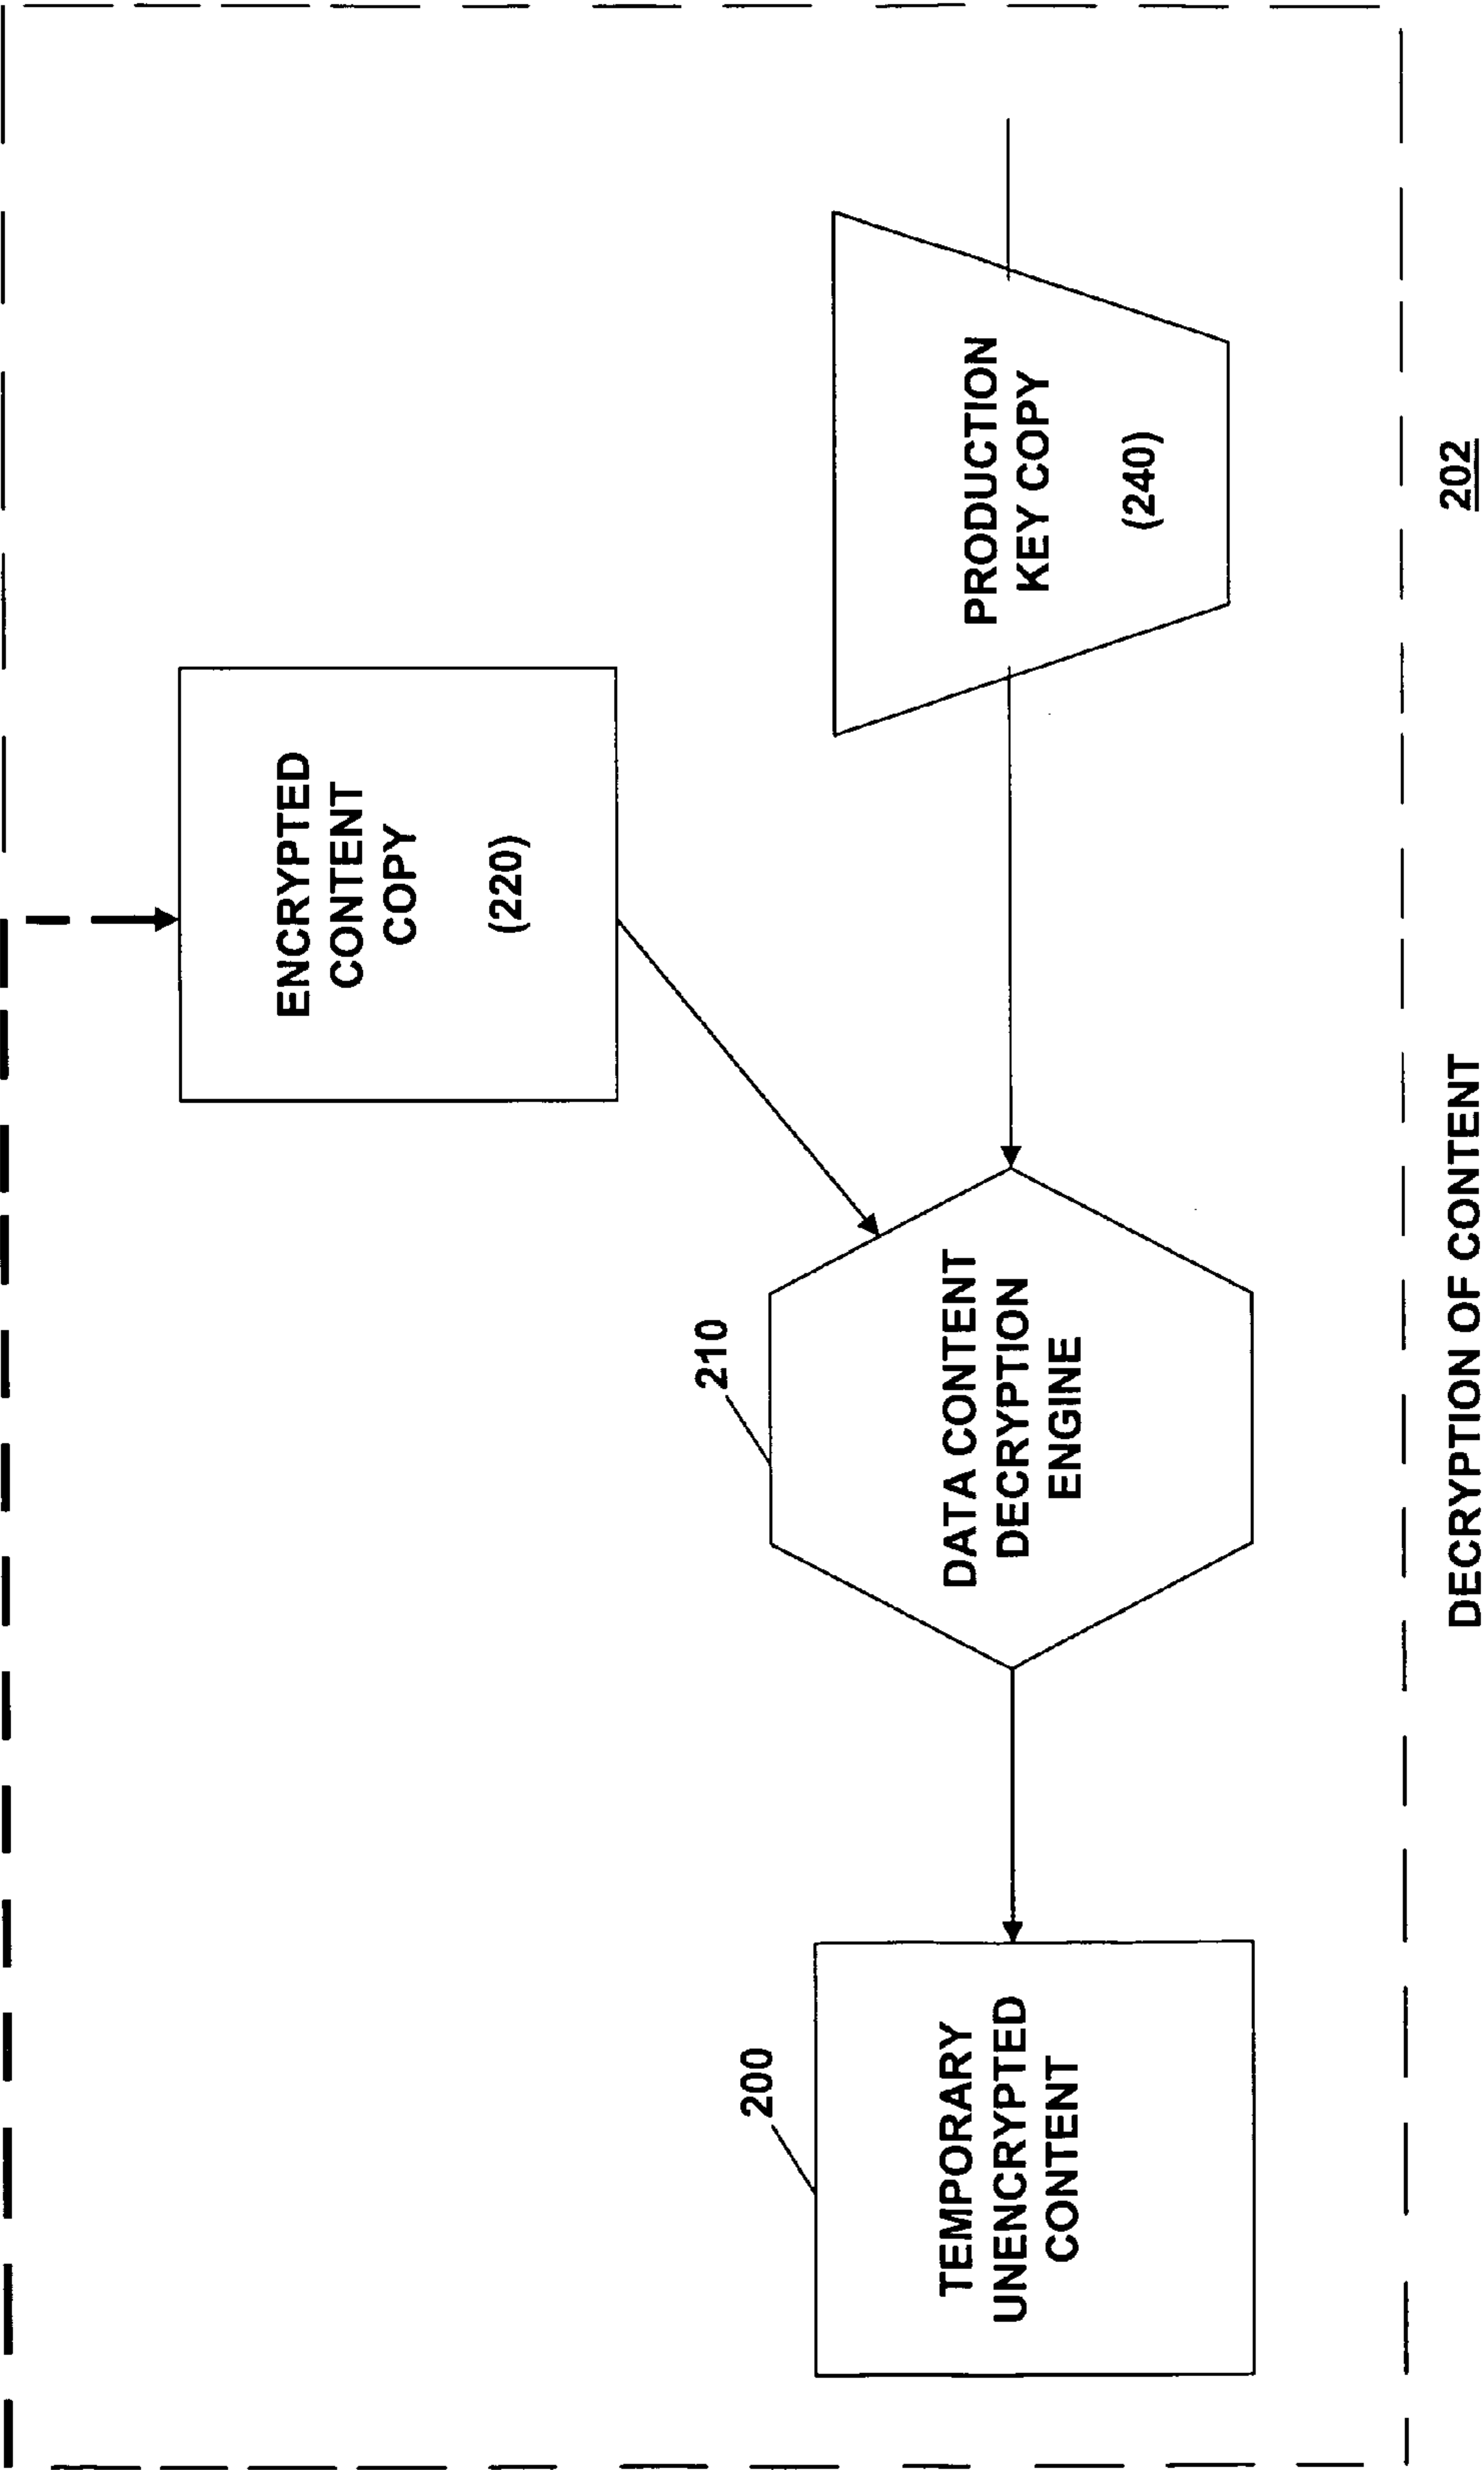 ENCRYPTED
CONTENT
COPY
(220)
210
200
TEMPORARY
UNENCRYPTED
CONTENT
DATA CONTENT
DECRYPTION
ENGINE
PRODUCTION
KEY COPY
(240)
DECRYPTION OF CONTENT
202